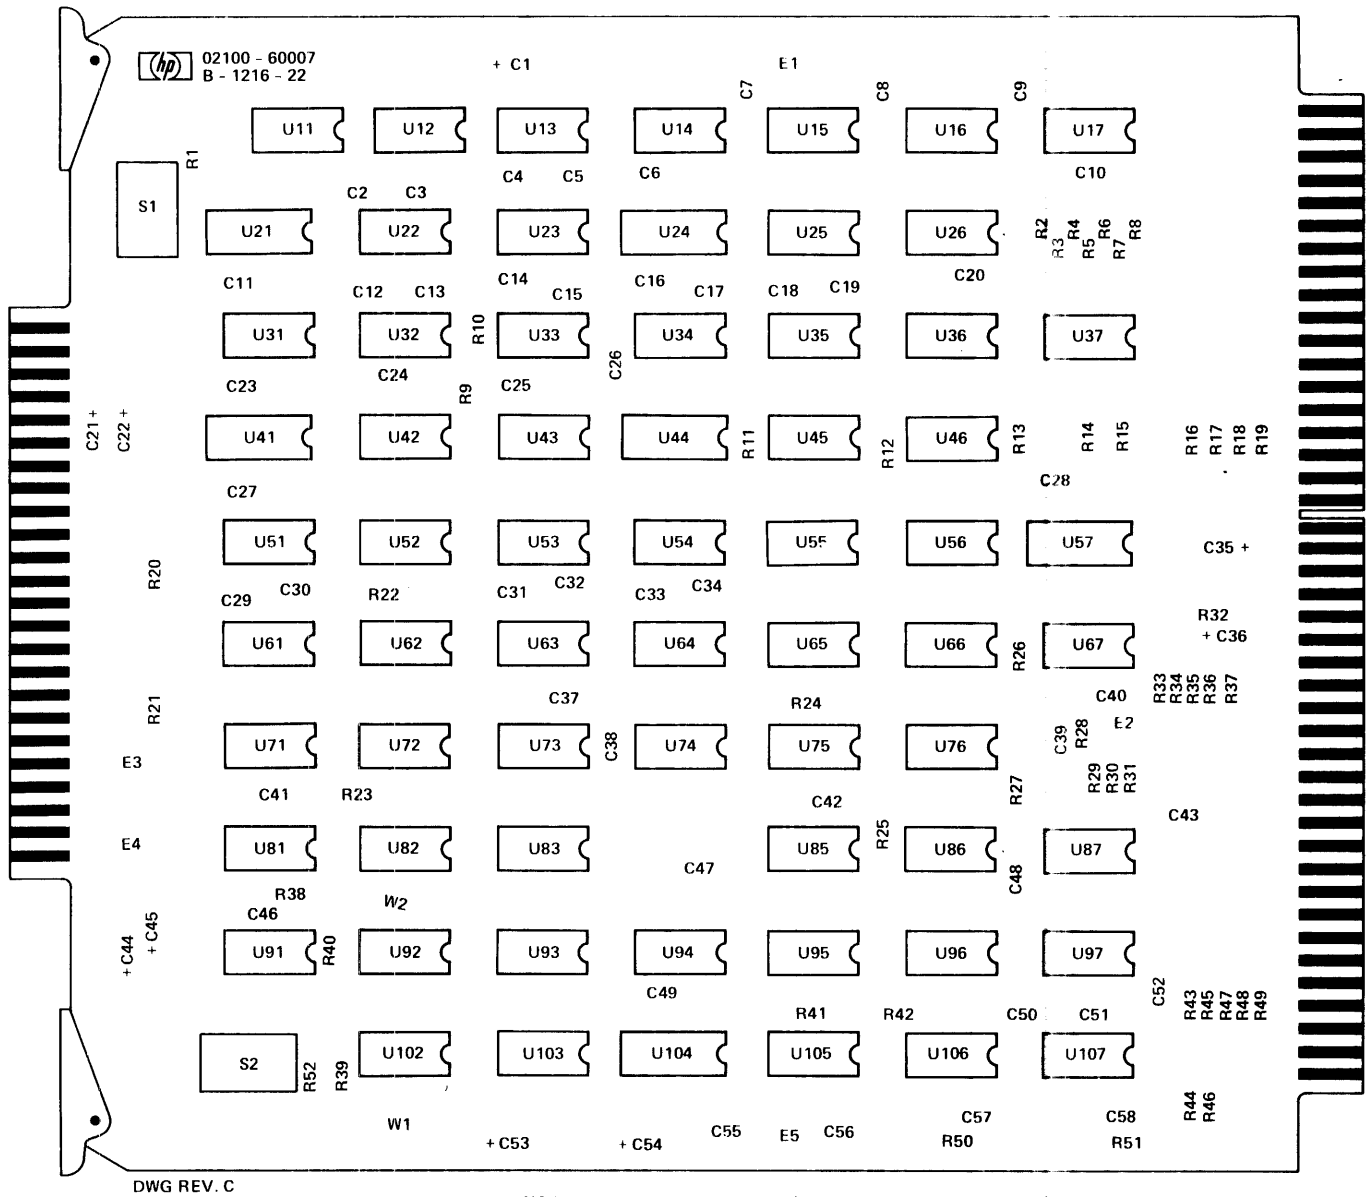 hp 02100 - 60007
B - 1216 - 22
+ C1
E1
C7
C8
C9
U11 U12 U13 U14 U15 U16 U17
R1
C4 C5 C6 C10
C2 C3
S1
U21 U22 U23 U24 U25 U26
R2 R3 R4 R5 R6 R7 R8
C11 C12 C13 C14 C15 C16 C17 C18 C19 C20
U31 U32 R10 U33 U34 U35 U36 U37
C26
C23 C24 R9 C25
C21 + C22 +
U41 U42 U43 U44 R11 U45 R12 U46 R13 R14 R15 R16 R17 R18 R19
C27 C28
U51 U52 U53 U54 U55 U56 U57 C35 +
R20
C29 C30 R22 C31 C32 C33 C34
R32
+ C36
U61 U62 U63 U64 U65 U66 R26 U67
R33 R34 R35 R36 R37
R21 C37 R24 C40
E2
U71 U72 U73 C38 U74 U75 U76 C39 R28
E3
R27 R29 R30 R31
C41 R23 C42 C43
E4
U81 U82 U83 U85 R25 U86 U87
C47 C48
R38 W2
C46
+ C44 + C45
U91 R40 U92 U93 U94 U95 U96 U97
C49 C52
R43 R45 R47 R48 R49
R41 R42 C50 C51
S2 R52 R39 U102 U103 U104 U105 U106 U107
R44 R46
W1 + C53 + C54 C55 E5 C56 C57 C58
R50 R51
DWG REV. C